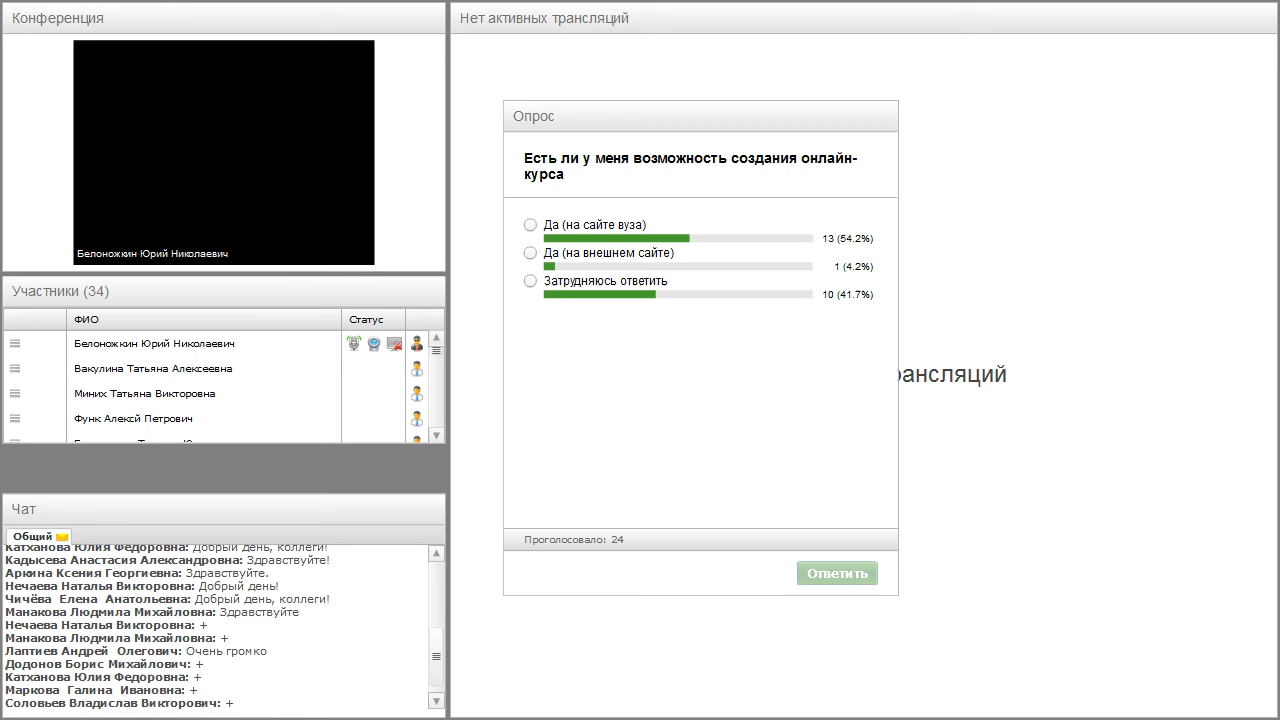 Конференция
Белоножкин Юрий Николаевич
Участники (34)
ФИО Статус
Белоножкин Юрий Николаевич
Вакулина Татьяна Алексеевна
Миних Татьяна Викторовна
Функ Алексй Петрович
Чат
Общий
Катханова Юлия Федоровна: Добрый день, коллеги!
Кадысева Анастасия Александровна: Здравствуйте!
Аркина Ксения Георгиевна: Здравствуйте.
Нечаева Наталья Викторовна: Добрый день!
Чичёва Елена Анатольевна: Добрый день, коллеги!
Манакова Людмила Михайловна: Здравствуйте
Нечаева Наталья Викторовна: +
Манакова Людмила Михайловна: +
Лаптиев Андрей Олегович: Очень громко
Додонов Борис Михайлович: +
Катханова Юлия Федоровна: +
Маркова Галина Ивановна: +
Соловьев Владислав Викторович: +
Нет активных трансляций
Опрос
Есть ли у меня возможность создания онлайн-
курса
Да (на сайте вуза)
13 (54.2%)
Да (на внешнем сайте)
1 (4.2%)
Затрудняюсь ответить
10 (41.7%)
рансляций
Проголосовало: 24
Ответить